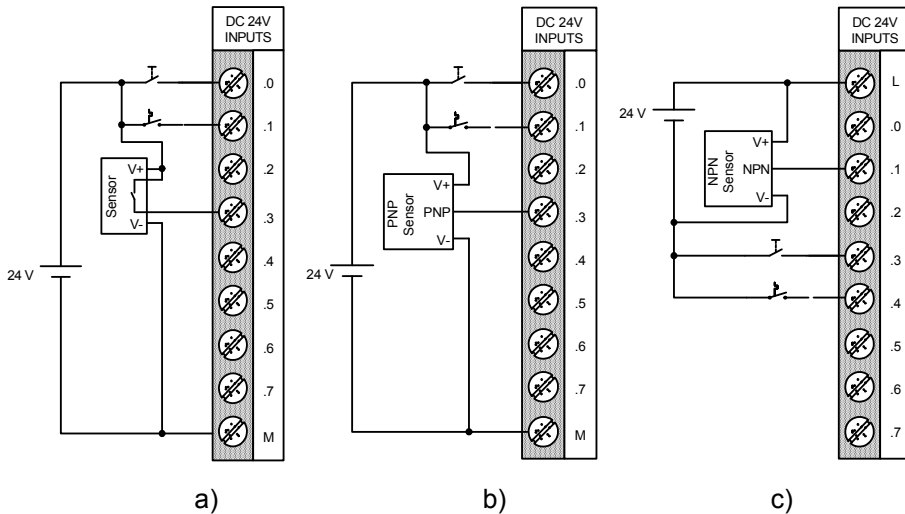 DC 24V
INPUTS
.0
.1
.2
.3
.4
.5
.6
.7
M
24 V
Sensor
V+
V-
a)
DC 24V
INPUTS
.0
.1
.2
.3
.4
.5
.6
.7
M
24 V
PNP
Sensor
V+
PNP
V-
b)
DC 24V
INPUTS
L
.0
.1
.2
.3
.4
.5
.6
.7
24 V
NPN
Sensor
V+
NPN
V-
c)